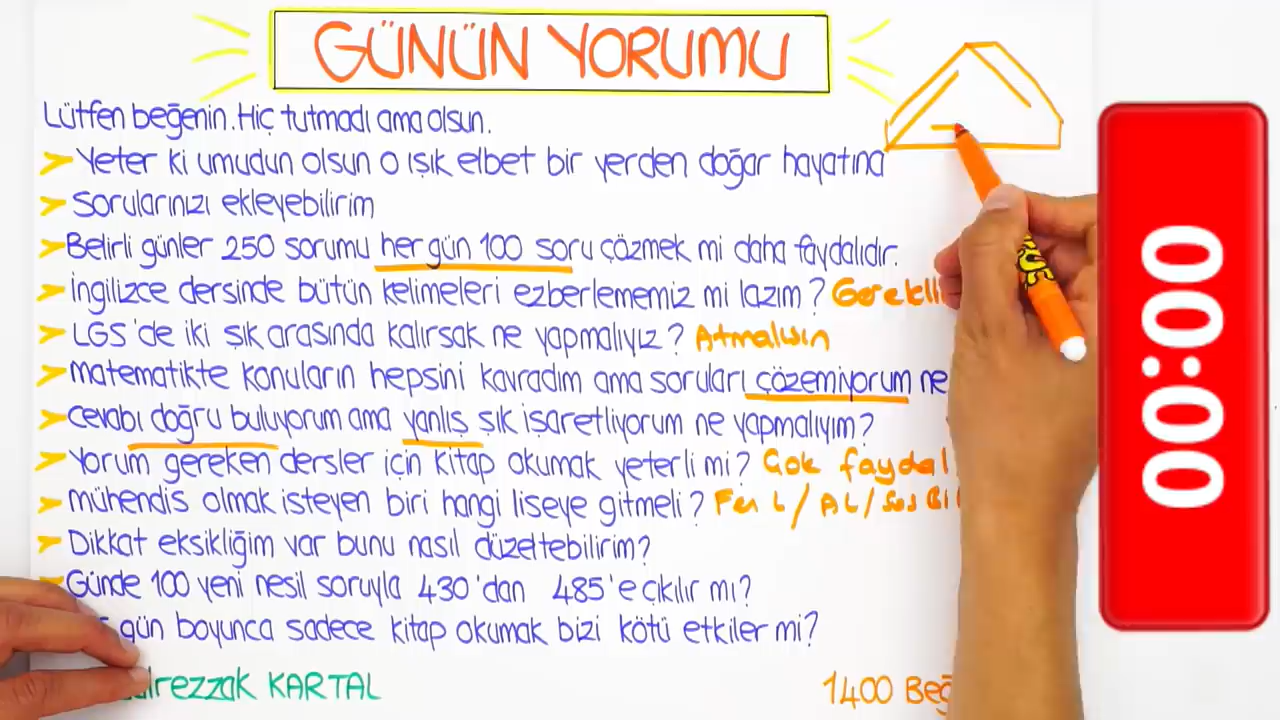 GÜNÜN YORUMU
Lütfen beğenin. Hiç tutmadı ama olsun.
Yeter ki umudun olsun o ışık elbet bir yerden doğar hayatına
Sorularınızı ekleyebilirim
Belirli günler 250 sorumu her gün 100 soru çözmek mi daha faydalıdır.
İngilizce dersinde bütün kelimeleri ezberlememiz mi lazım? Gerekli
LGS'de iki şık arasında kalırsak ne yapmalıyız? Atmalısın
matematikte konuların hepsini kavradım ama soruları çözemiyorum ne
cevabı doğru buluyorum ama yanlış şık işaretliyorum ne yapmalıyım?
Yorum gereken dersler için kitap okumak yeterli mi? Çok faydal
mühendis olmak isteyen biri hangi liseye gitmeli? Fen L / AL / Sos Bil
Dikkat eksikliğim var bunu nasıl düzeltebilirim?
Günde 100 yeni nesil soruyla 430'dan 485'e çıkılır mı?
gün boyunca sadece kitap okumak bizi kötü etkiler mi?
KARTAL
1400 Beğ
00:00